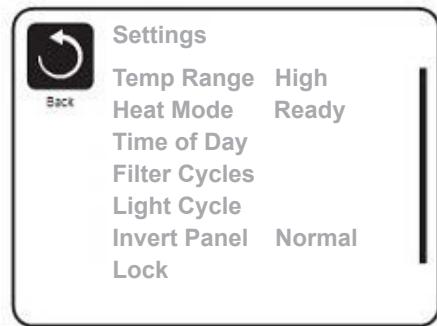 Settings
Temp Range High
Back
Heat Mode Ready
Time of Day
Filter Cycles
Light Cycle
Invert Panel Normal
Lock